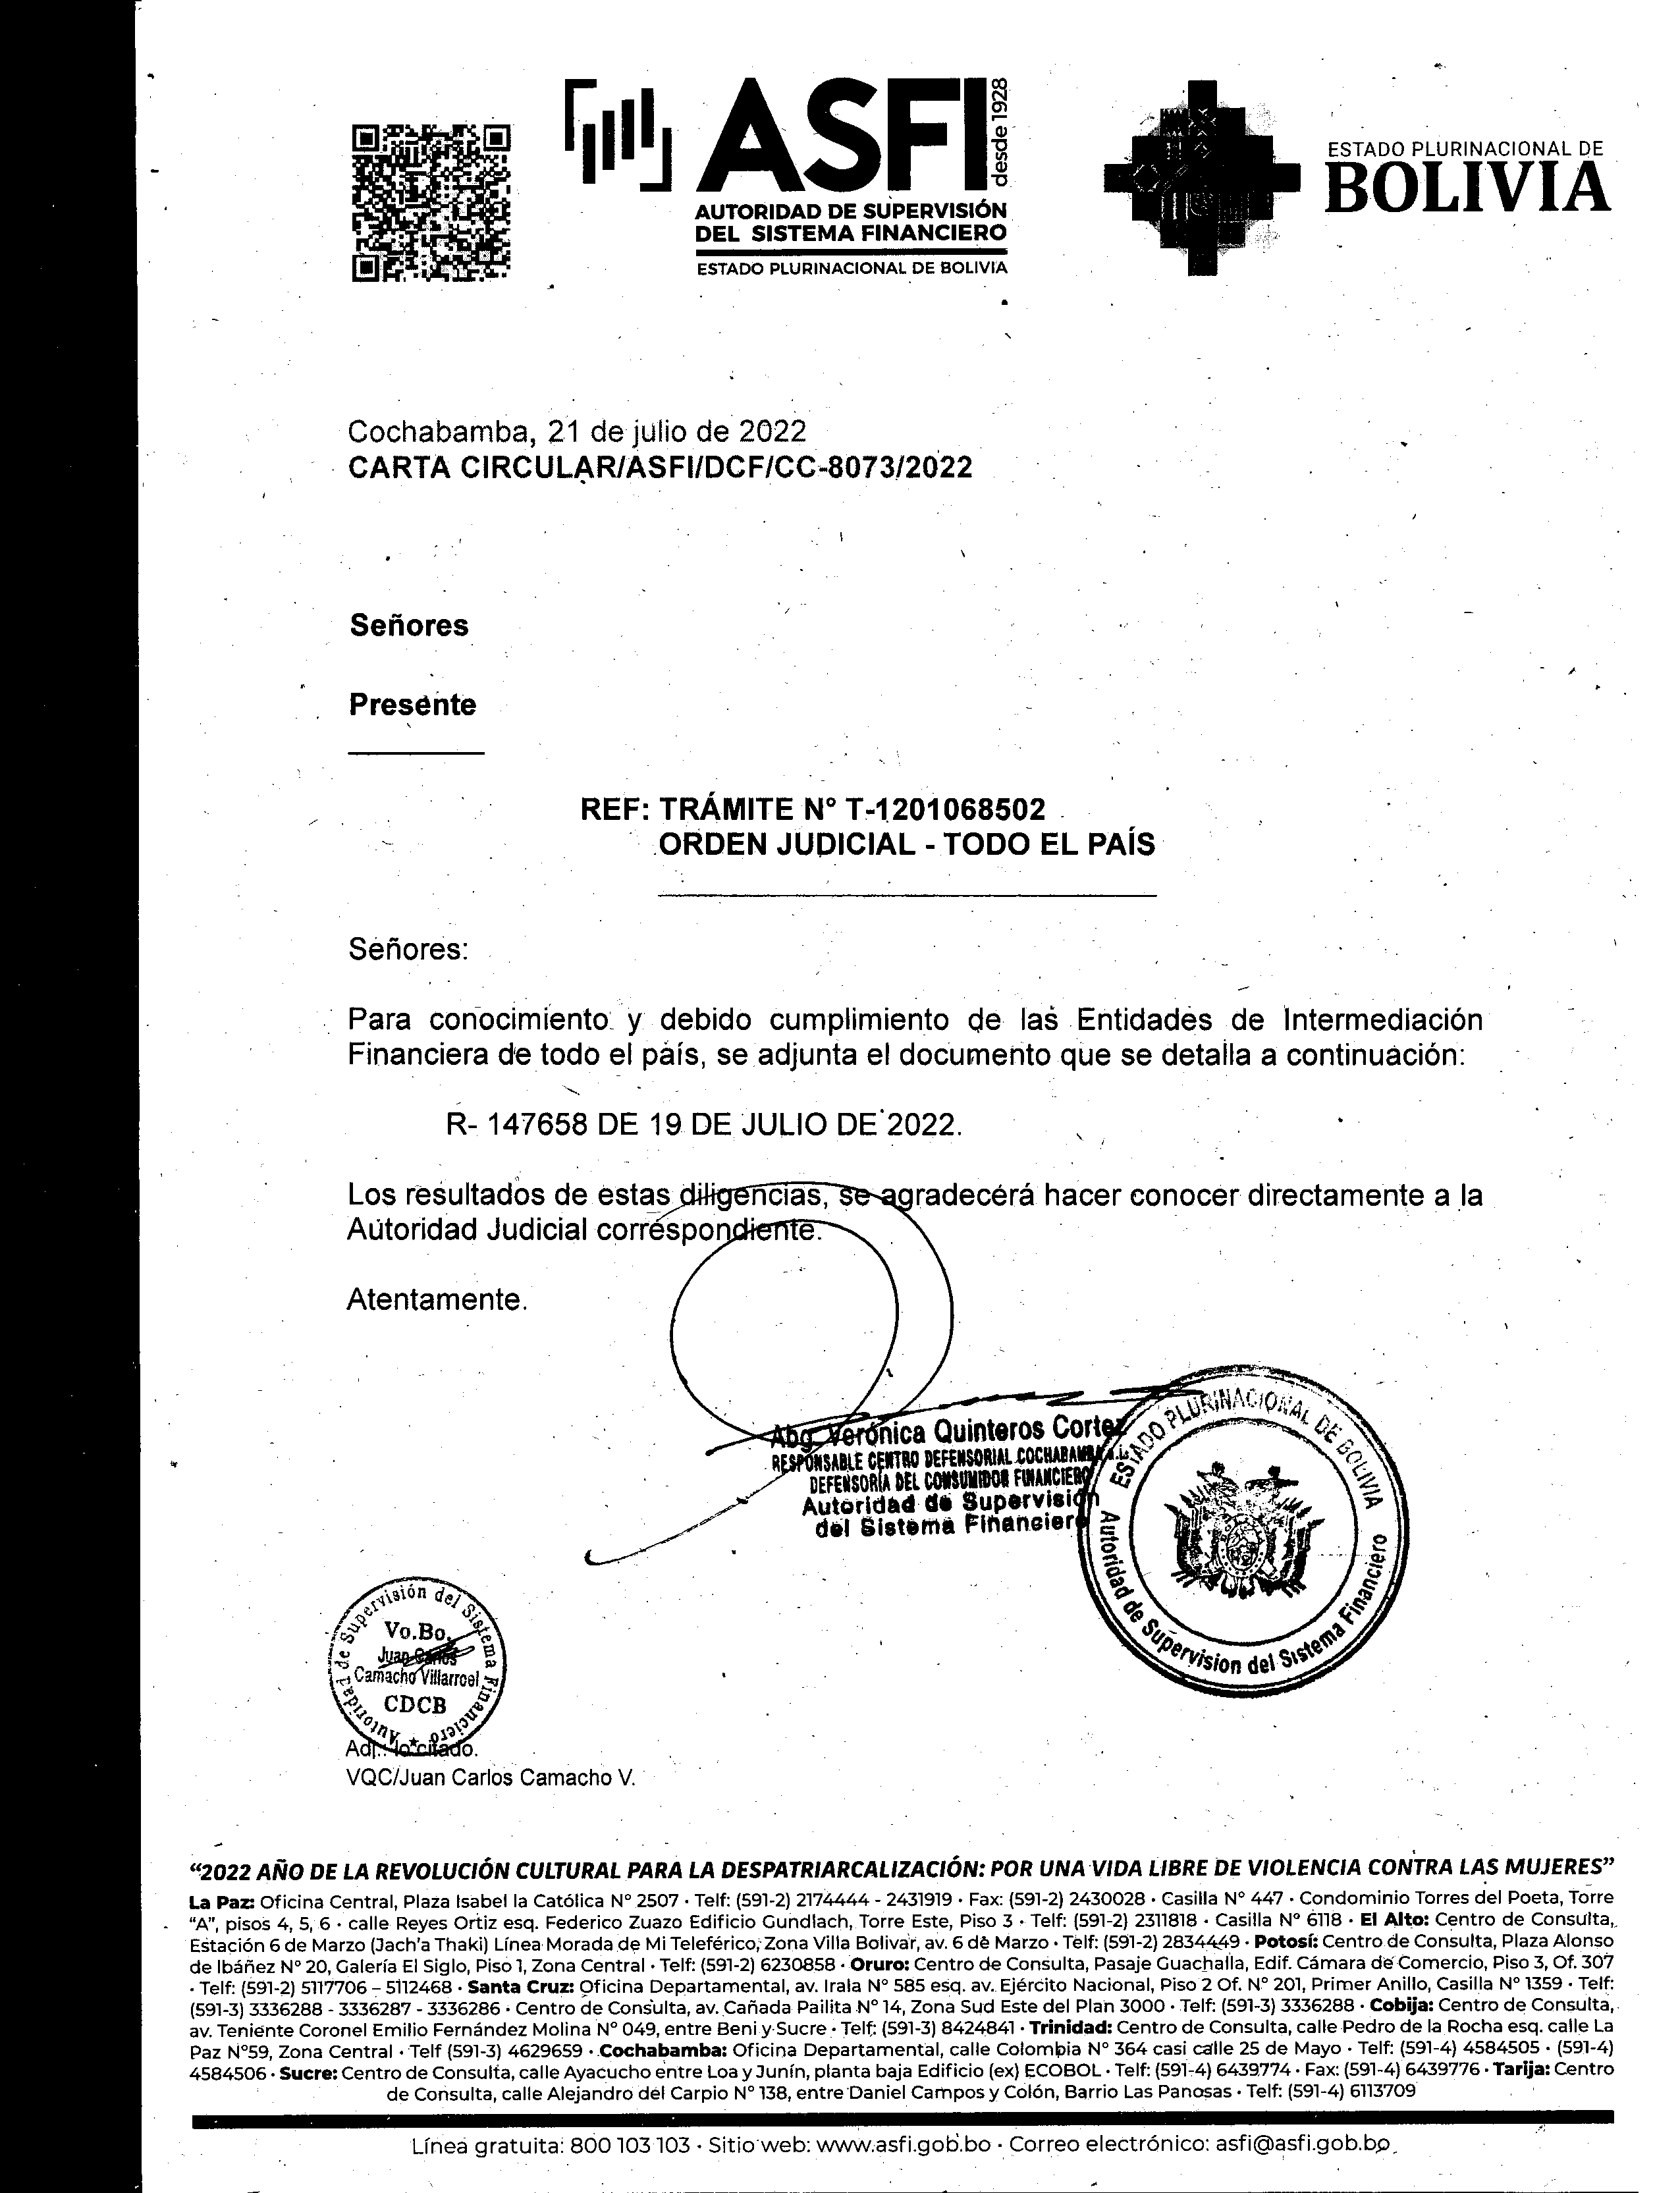 ASFI
desde 1928
AUTORIDAD DE SUPERVISIÓN
DEL SISTEMA FINANCIERO
ESTADO PLURINACIONAL DE BOLIVIA
ESTADO PLURINACIONAL DE
BOLIVIA
Cochabamba, 21 de julio de 2022
CARTA CIRCULAR/ASFI/DCF/CC-8073/2022
Señores
Presente
REF: TRÁMITE N° T-1201068502
ORDEN JUDICIAL - TODO EL PAÍS
Señores:
Para conocimiento y debido cumplimiento de las Entidades de Intermediación
Financiera de todo el país, se adjunta el documento que se detalla a continuación:
R- 147658 DE 19 DE JULIO DE 2022.
Los resultados de estas diligencias, se agradecerá hacer conocer directamente a la
Autoridad Judicial correspondiente.
Atentamente.
Abg. Verónica Quinteros Cortez
RESPONSABLE CENTRO DEFENSORIAL COCHABAMBA a.i.
DEFENSORÍA DEL CONSUMIDOR FINANCIERO
Autoridad de Supervisión
del Sistema Financiero
ESTADO PLURINACIONAL DE BOLIVIA
Autoridad de Supervision del Sistema Financiero
Autoridad de Supervisión del Sistema Financiero
Vo.Bo.
Juan Carlos
Camacho Villarroel
CDCB
Adj.: lo citado.
VQC/Juan Carlos Camacho V.
“2022 AÑO DE LA REVOLUCIÓN CULTURAL PARA LA DESPATRIARCALIZACIÓN: POR UNA VIDA LIBRE DE VIOLENCIA CONTRA LAS MUJERES”
La Paz: Oficina Central, Plaza Isabel la Católica N° 2507 · Telf: (591-2) 2174444 - 2431919 · Fax: (591-2) 2430028 · Casilla N° 447 · Condominio Torres del Poeta, Torre
“A”, pisos 4, 5, 6 · calle Reyes Ortiz esq. Federico Zuazo Edificio Gundlach, Torre Este, Piso 3 · Telf: (591-2) 2311818 · Casilla N° 6118 · El Alto: Centro de Consulta,
Estación 6 de Marzo (Jach'a Thaki) Línea Morada de Mi Teleférico, Zona Villa Bolivar, av. 6 de Marzo · Telf: (591-2) 2834449 · Potosí: Centro de Consulta, Plaza Alonso
de Ibáñez N° 20, Galería El Siglo, Piso 1, Zona Central · Telf: (591-2) 6230858 · Oruro: Centro de Consulta, Pasaje Guachalla, Edif. Cámara de Comercio, Piso 3, Of. 307
· Telf: (591-2) 5117706 – 5112468 · Santa Cruz: Oficina Departamental, av. Irala N° 585 esq. av. Ejército Nacional, Piso 2 Of. N° 201, Primer Anillo, Casilla N° 1359 · Telf:
(591-3) 3336288 - 3336287 - 3336286 · Centro de Consulta, av. Cañada Pailita N° 14, Zona Sud Este del Plan 3000 · Telf: (591-3) 3336288 · Cobija: Centro de Consulta,
av. Teniente Coronel Emilio Fernández Molina N° 049, entre Beni y Sucre · Telf: (591-3) 8424841 · Trinidad: Centro de Consulta, calle Pedro de la Rocha esq. calle La
Paz N°59, Zona Central · Telf (591-3) 4629659 · Cochabamba: Oficina Departamental, calle Colombia N° 364 casi calle 25 de Mayo · Telf: (591-4) 4584505 · (591-4)
4584506 · Sucre: Centro de Consulta, calle Ayacucho entre Loa y Junín, planta baja Edificio (ex) ECOBOL · Telf: (591-4) 6439774 · Fax: (591-4) 6439776 · Tarija: Centro
de Consulta, calle Alejandro del Carpio N° 138, entre Daniel Campos y Colón, Barrio Las Panosas · Telf: (591-4) 6113709
Línea gratuita: 800 103 103 · Sitio web: www.asfi.gob.bo · Correo electrónico: asfi@asfi.gob.bo